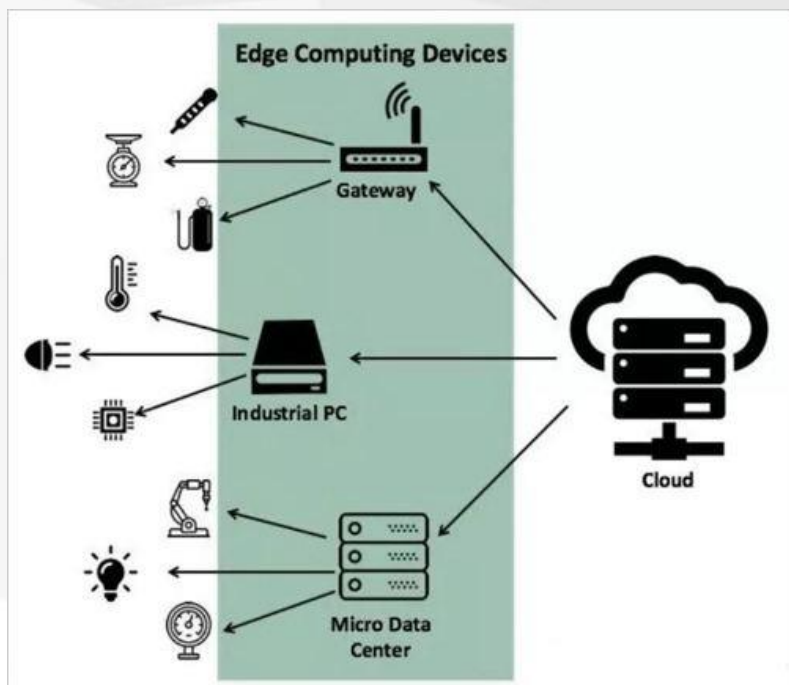 Edge Computing Devices
Gateway
Industrial PC
Cloud
Micro Data
Center